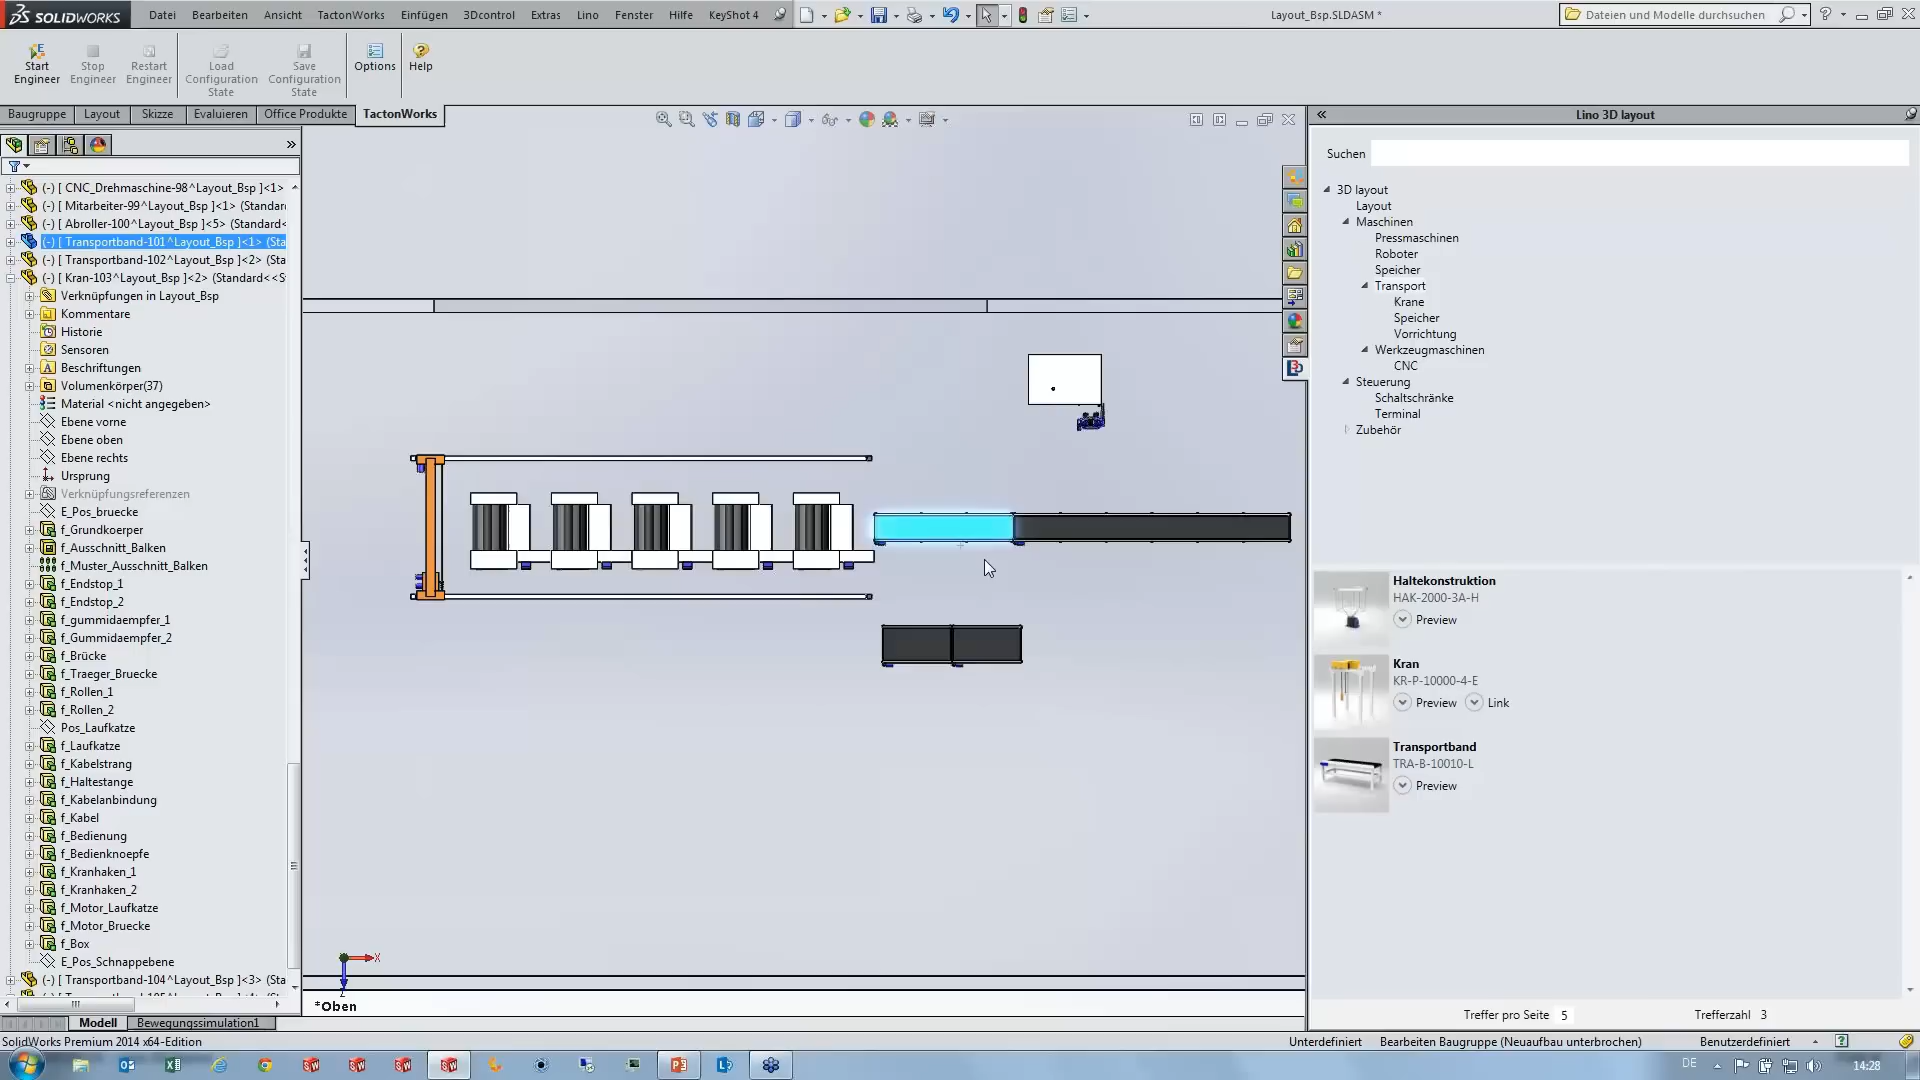 SOLIDWORKS
Datei Bearbeiten Ansicht TactonWorks Einfügen 3Dcontrol Extras Lino Fenster Hilfe KeyShot 4
Layout_Bsp.SLDASM *
Dateien und Modelle durchsuchen
Start Engineer
Stop Engineer
Restart Engineer
Load Configuration State
Save Configuration State
Options
Help
Baugruppe Layout Skizze Evaluieren Office Produkte TactonWorks
(-) [ CNC_Drehmaschine-98^Layout_Bsp ]<1>
(-) [ Mitarbeiter-99^Layout_Bsp ]<1> (Standar
(-) [ Abroller-100^Layout_Bsp ]<5> (Standard<
(-) [ Transportband-101^Layout_Bsp ]<1> (Sta
(-) [ Transportband-102^Layout_Bsp ]<2> (Sta
(-) [ Kran-103^Layout_Bsp ]<2> (Standard<<S
Verknüpfungen in Layout_Bsp
Kommentare
Historie
Sensoren
Beschriftungen
Volumenkörper(37)
Material <nicht angegeben>
Ebene vorne
Ebene oben
Ebene rechts
Ursprung
Verknüpfungsreferenzen
E_Pos_bruecke
f_Grundkoerper
f_Ausschnitt_Balken
f_Muster_Ausschnitt_Balken
f_Endstop_1
f_Endstop_2
f_gummidaempfer_1
f_Gummidaempfer_2
f_Brücke
f_Traeger_Bruecke
f_Rollen_1
f_Rollen_2
Pos_Laufkatze
f_Laufkatze
f_Kabelstrang
f_Haltestange
f_Kabelanbindung
f_Kabel
f_Bedienung
f_Bedienknoepfe
f_Kranhaken_1
f_Kranhaken_2
f_Motor_Laufkatze
f_Motor_Bruecke
f_Box
E_Pos_Schnappebene
(-) [ Transportband-104^Layout_Bsp ]<3> (Sta
X
Z
*Oben
Modell Bewegungssimulation1
Lino 3D layout
Suchen
3D layout
Layout
Maschinen
Pressmaschinen
Roboter
Speicher
Transport
Krane
Speicher
Vorrichtung
Werkzeugmaschinen
CNC
Steuerung
Schaltschränke
Terminal
Zubehör
Haltekonstruktion
HAK-2000-3A-H
Preview
Kran
KR-P-10000-4-E
Preview Link
Transportband
TRA-B-10010-L
Preview
Treffer pro Seite 5 Trefferzahl 3
SolidWorks Premium 2014 x64-Edition
Unterdefiniert Bearbeiten Baugruppe (Neuaufbau unterbrochen) Benutzerdefiniert
DE
14:28